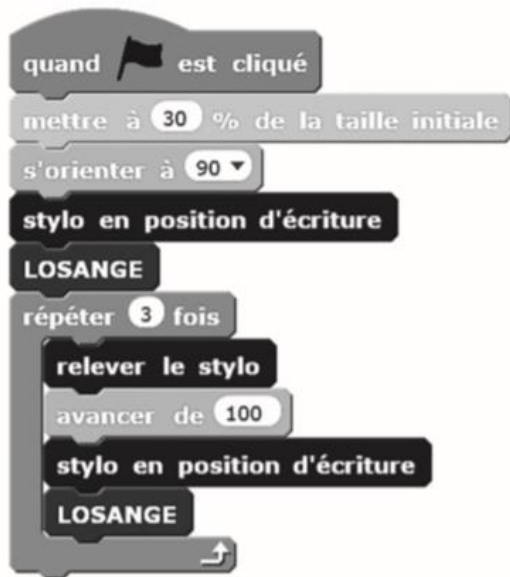 quand est cliqué
mettre à 30 % de la taille initiale
s'orienter à 90
stylo en position d'écriture
LOSANGE
répéter 3 fois
relever le stylo
avancer de 100
stylo en position d'écriture
LOSANGE